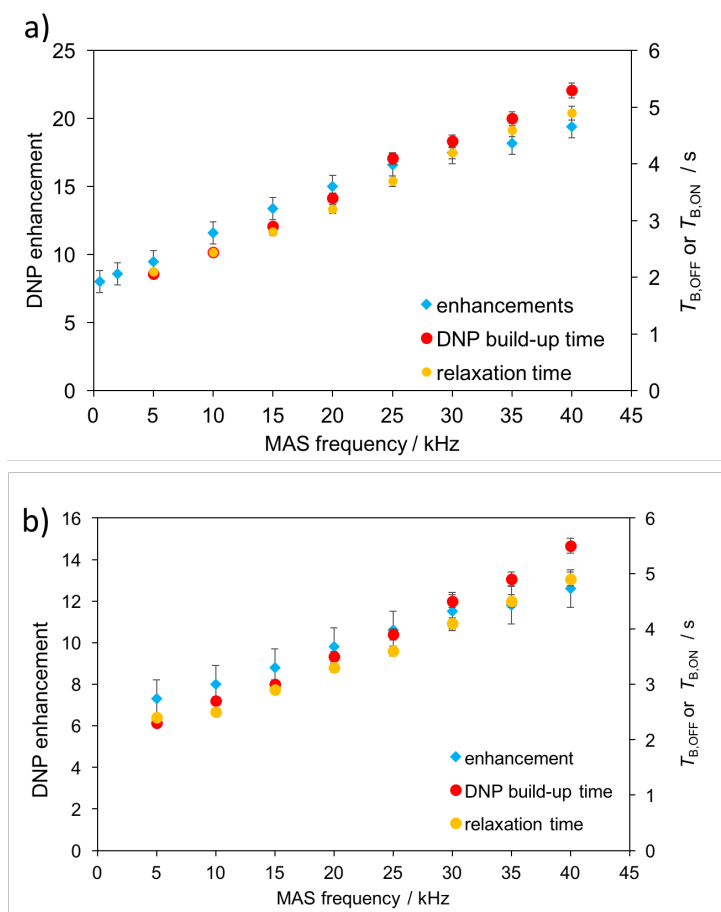 a)
25
20
15
10
5
0
DNP enhancement
6
5
4
3
2
1
0
T_B,OFF or T_B,ON / s
enhancements
DNP build-up time
relaxation time
0 5 10 15 20 25 30 35 40 45
MAS frequency / kHz
b)
16
14
12
10
8
6
4
2
0
DNP enhancement
6
5
4
3
2
1
0
T_B,OFF or T_B,ON / s
enhancement
DNP build-up time
relaxation time
0 5 10 15 20 25 30 35 40 45
MAS frequency / kHz